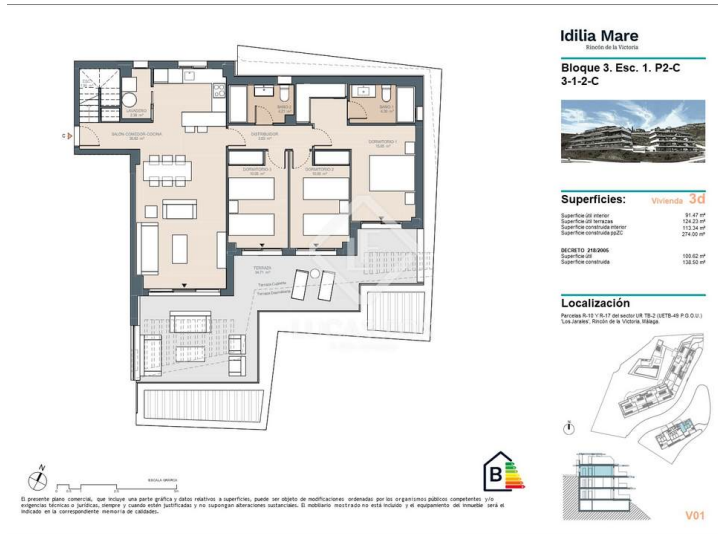 Idilia Mare
Rincón de la Victoria
Bloque 3. Esc. 1. P2-C
3-1-2-C
Superficies: Vivienda 3d
Superficie útil interior 91.47 m²
Superficie útil terrazas 124.23 m²
Superficie construida interior 113.34 m²
Superficie construida ppZC 274.00 m²
DECRETO 218/2005
Superficie útil 100.62 m²
Superficie construida 138.50 m²
Localización
Parcelas R-10 Y R-17 del sector UR TB-2 (UETB-49 P.G.O.U.)
'Los Jarales', Rincón de la Victoria, Málaga.
LAVADERO
SALÓN-COMEDOR-COCINA
DISTRIBUIDOR
BAÑO 2
BAÑO 1
DORMITORIO 1
DORMITORIO 3
DORMITORIO 2
TERRAZA
Terraza Cubierta
Terraza Descubierta
N
ESCALA GRÁFICA
B
V01
El presente plano comercial, que incluye una parte gráfica y datos relativos a superficies, puede ser objeto de modificaciones ordenadas por los organismos públicos competentes y/o
exigencias técnicas o jurídicas, siempre y cuando estén justificadas y no supongan alteraciones sustanciales. El mobiliario mostrado no está incluido y el equipamiento del inmueble será el
indicado en la correspondiente memoria de calidades.